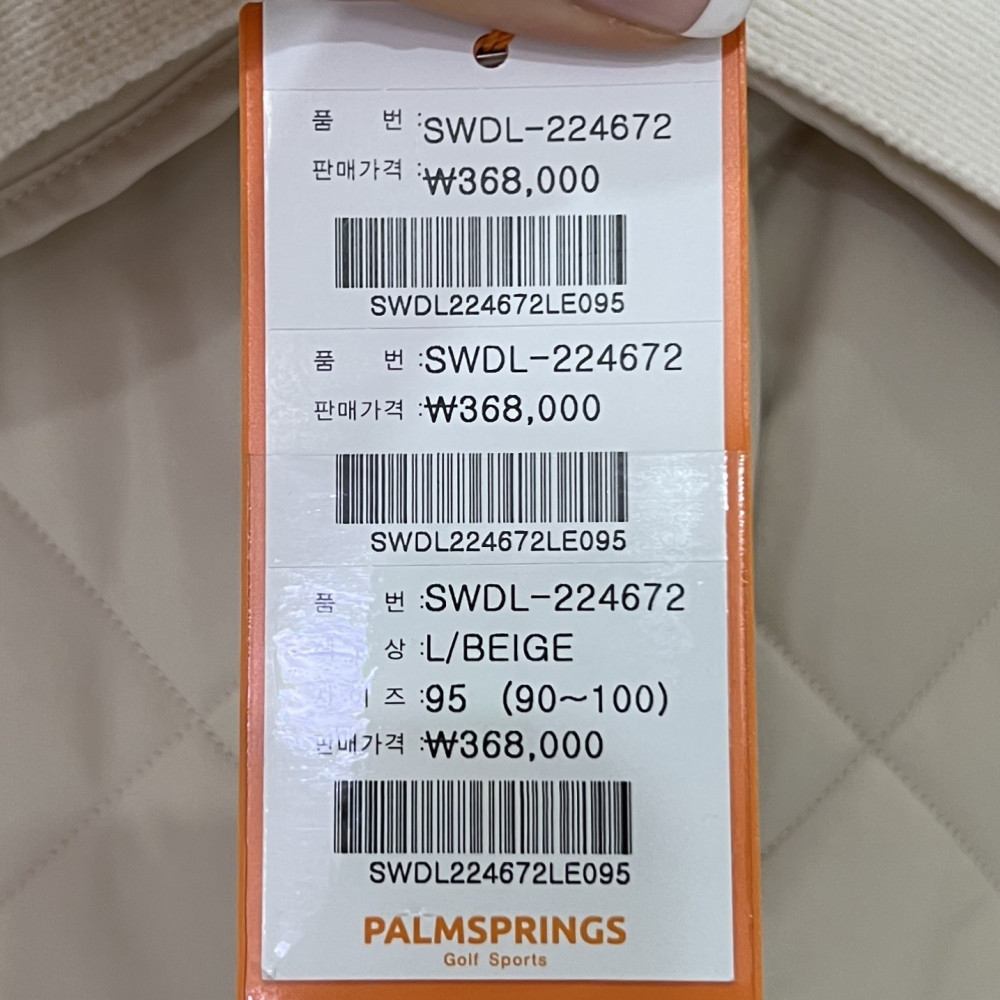 품 번 :SWDL-224672
판매가격 :₩368,000
SWDL224672LE095
품 번 :SWDL-224672
판매가격 :₩368,000
SWDL224672LE095
품 번 :SWDL-224672
상 :L/BEIGE
사이즈 :95 (90~100)
판매가격 :₩368,000
SWDL224672LE095
PALMSPRINGS
Golf Sports